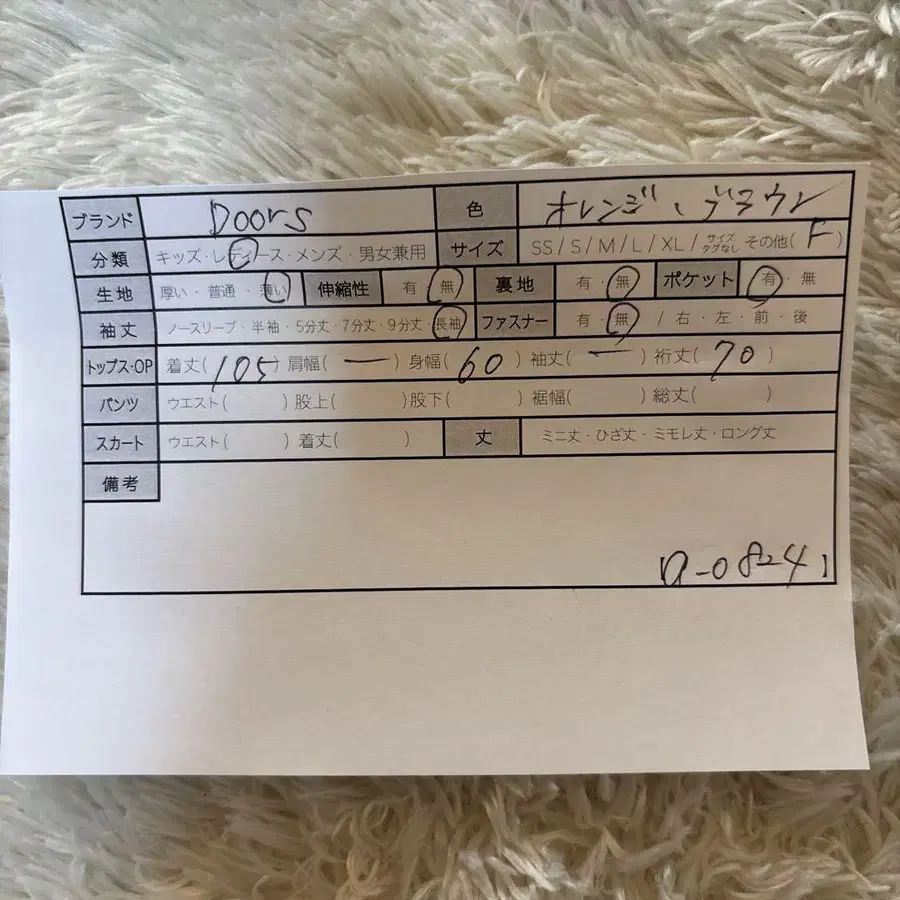 ブランド Doors 色 オレンジ、ブラウン
分類 キッズ・レディース・メンズ・男女兼用 サイズ SS/S/M/L/XL/サイズタグなし その他(F)
生地 厚い・普通・薄い 伸縮性 有・無 裏地 有・無 ポケット 有・無
袖丈 ノースリーブ・半袖・5分丈・7分丈・9分丈・長袖 ファスナー 有・無 / 右・左・前・後
トップス・OP 着丈(105) 肩幅(ー) 身幅(60) 袖丈(ー) 裄丈(70)
パンツ ウエスト( ) 股上( ) 股下( ) 裾幅( ) 総丈( )
スカート ウエスト( ) 着丈( ) 丈 ミニ丈・ひざ丈・ミモレ丈・ロング丈
備考
【a-0824】